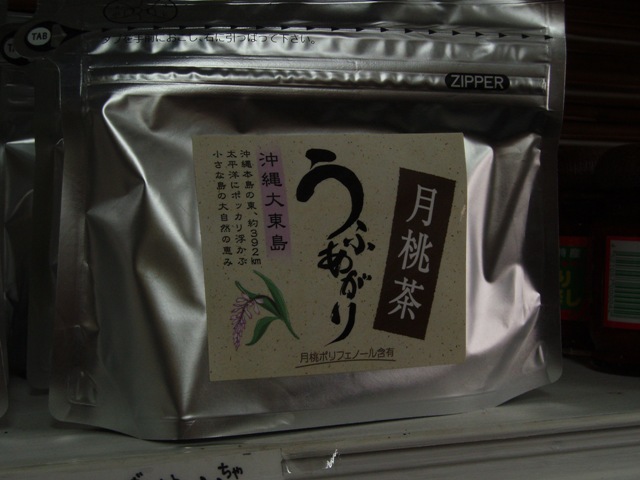 TAB
ZIPPER
月桃茶
うふあがり
沖縄大東島
沖縄本島の東、約392km
太平洋にポッカリ浮かぶ
小さな島の大自然の恵み
月桃ポリフェノール含有
ちゃ